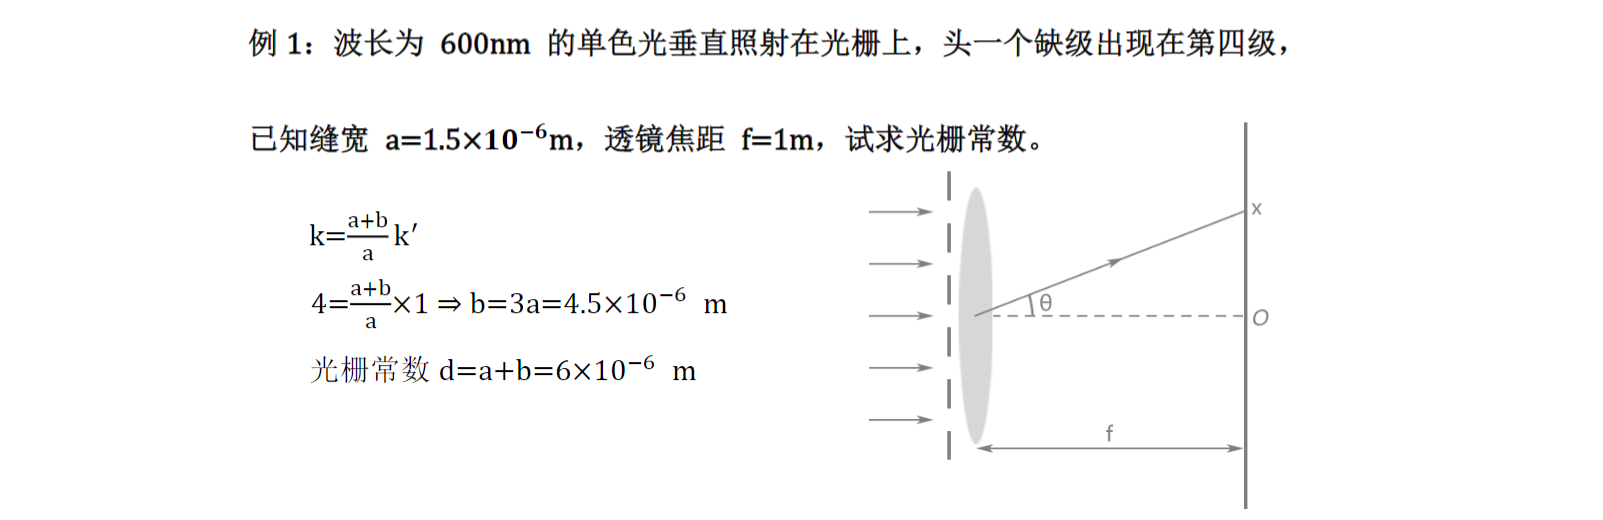 例 1：波长为 600nm 的单色光垂直照射在光栅上，头一个缺级出现在第四级，
已知缝宽 a=1.5×10⁻⁶m，透镜焦距 f=1m，试求光栅常数。
k=\frac{a+b}{a} k′
4=\frac{a+b}{a}×1 ⇒ b=3a=4.5×10⁻⁶ m
光栅常数 d=a+b=6×10⁻⁶ m
x
θ
O
f